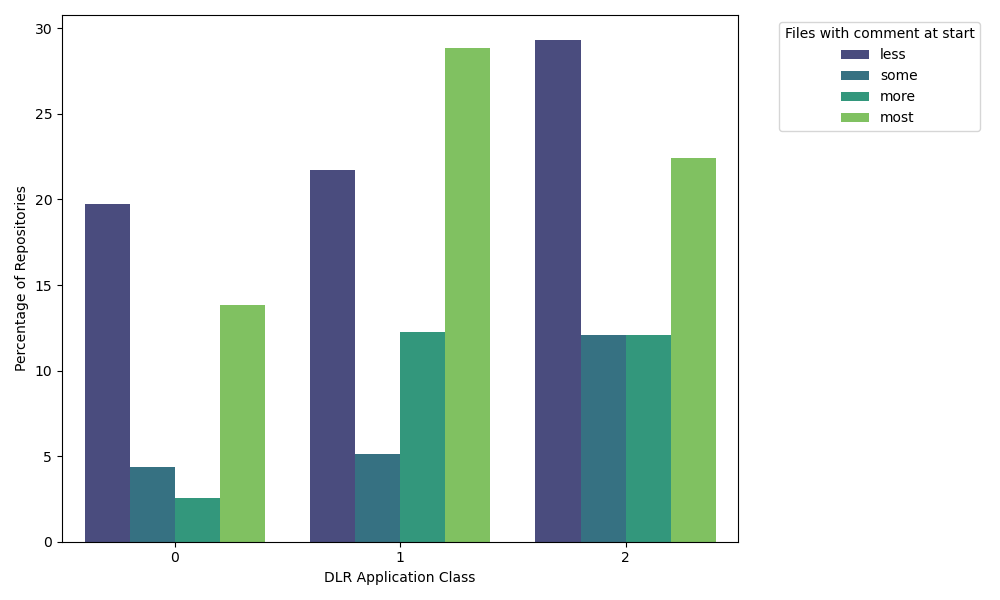 Files with comment at start
less
some
more
most
Percentage of Repositories
30
25
20
15
10
5
0
0 1 2
DLR Application Class